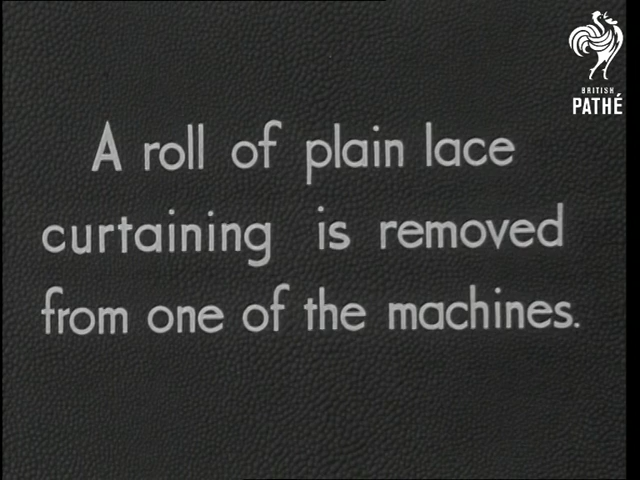 BRITISH
PATHÉ
A roll of plain lace
curtaining is removed
from one of the machines.